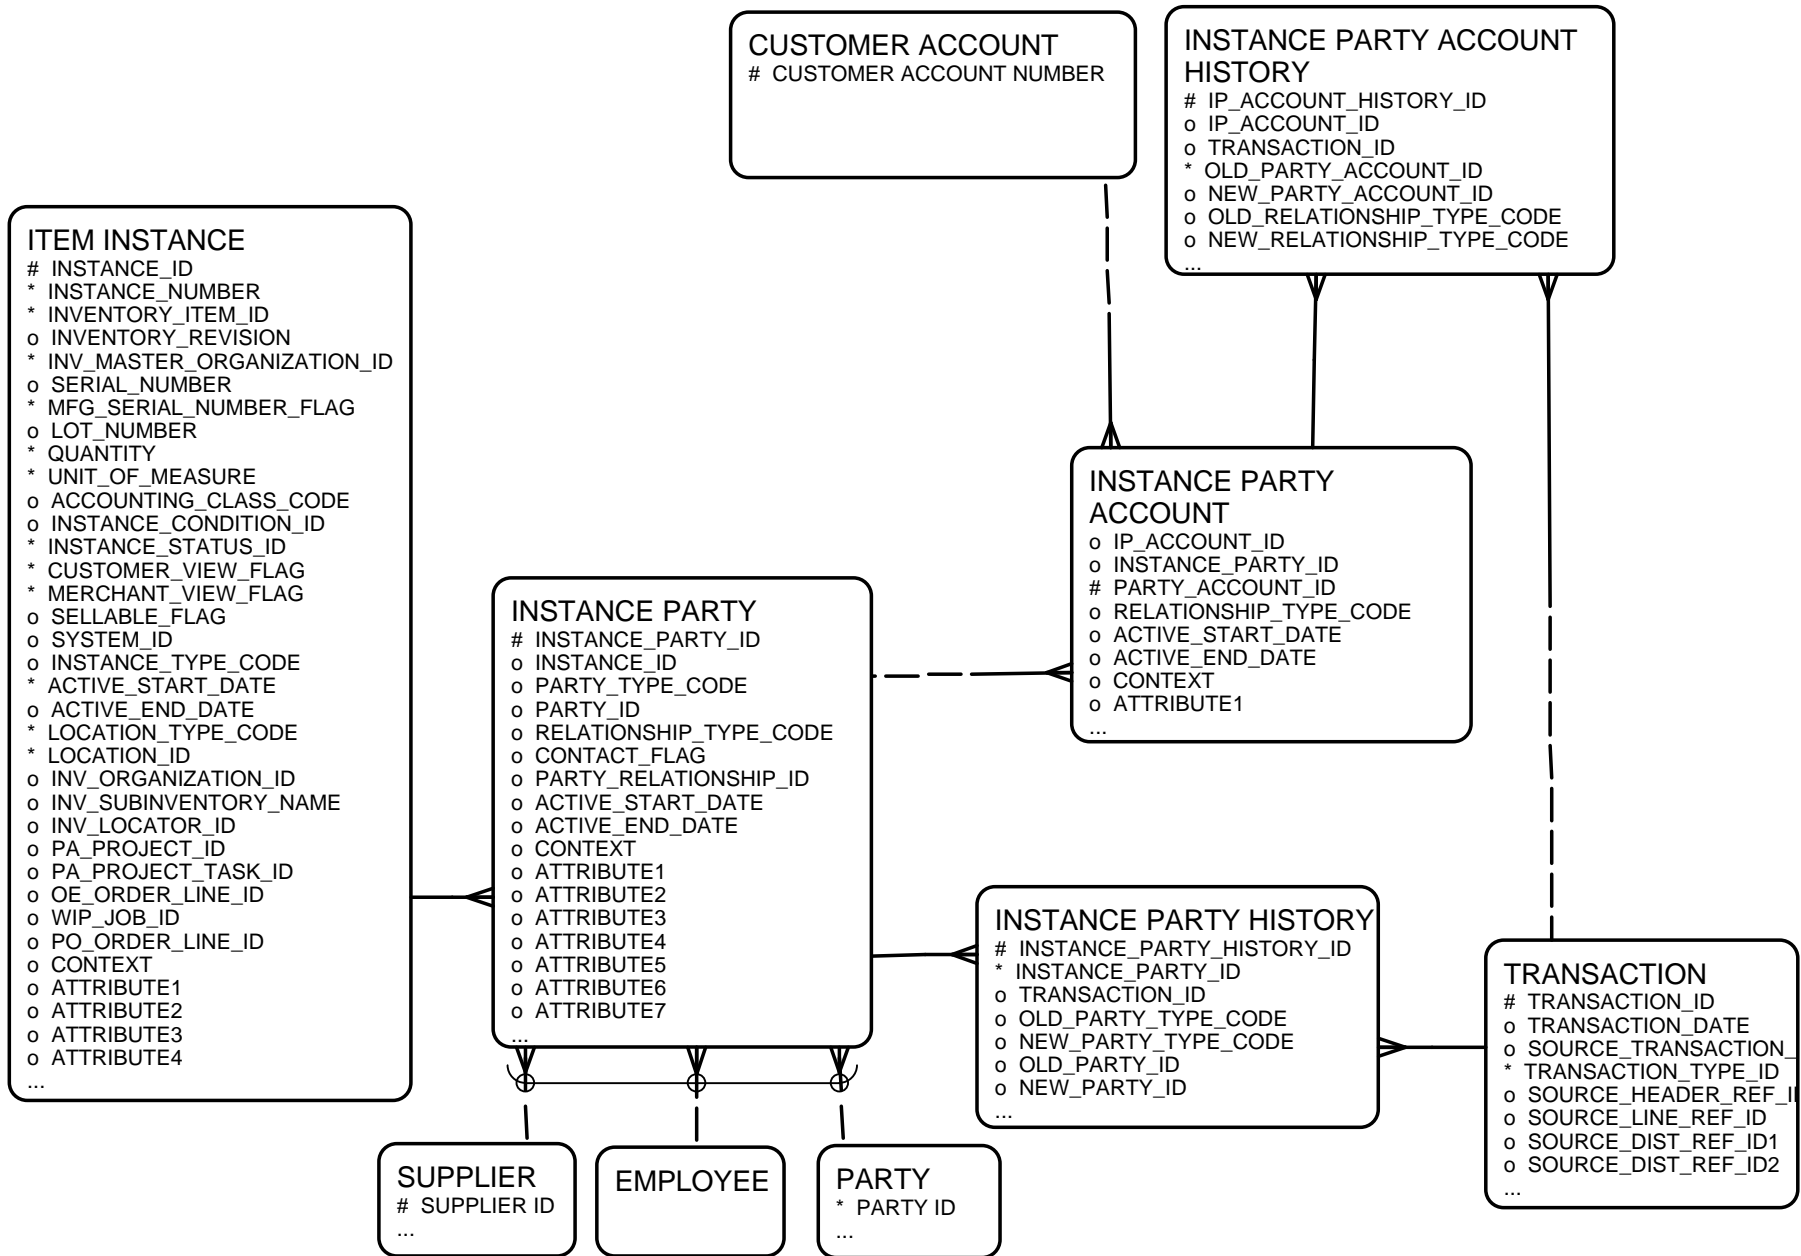 CUSTOMER ACCOUNT
# CUSTOMER ACCOUNT NUMBER
INSTANCE PARTY ACCOUNT
HISTORY
# IP_ACCOUNT_HISTORY_ID
o IP_ACCOUNT_ID
o TRANSACTION_ID
* OLD_PARTY_ACCOUNT_ID
o NEW_PARTY_ACCOUNT_ID
o OLD_RELATIONSHIP_TYPE_CODE
o NEW_RELATIONSHIP_TYPE_CODE
...
ITEM INSTANCE
# INSTANCE_ID
* INSTANCE_NUMBER
* INVENTORY_ITEM_ID
o INVENTORY_REVISION
* INV_MASTER_ORGANIZATION_ID
o SERIAL_NUMBER
* MFG_SERIAL_NUMBER_FLAG
o LOT_NUMBER
* QUANTITY
* UNIT_OF_MEASURE
o ACCOUNTING_CLASS_CODE
o INSTANCE_CONDITION_ID
* INSTANCE_STATUS_ID
* CUSTOMER_VIEW_FLAG
* MERCHANT_VIEW_FLAG
o SELLABLE_FLAG
o SYSTEM_ID
o INSTANCE_TYPE_CODE
* ACTIVE_START_DATE
o ACTIVE_END_DATE
* LOCATION_TYPE_CODE
* LOCATION_ID
o INV_ORGANIZATION_ID
o INV_SUBINVENTORY_NAME
o INV_LOCATOR_ID
o PA_PROJECT_ID
o PA_PROJECT_TASK_ID
o OE_ORDER_LINE_ID
o WIP_JOB_ID
o PO_ORDER_LINE_ID
o CONTEXT
o ATTRIBUTE1
o ATTRIBUTE2
o ATTRIBUTE3
o ATTRIBUTE4
...
INSTANCE PARTY
ACCOUNT
o IP_ACCOUNT_ID
o INSTANCE_PARTY_ID
# PARTY_ACCOUNT_ID
o RELATIONSHIP_TYPE_CODE
o ACTIVE_START_DATE
o ACTIVE_END_DATE
o CONTEXT
o ATTRIBUTE1
...
INSTANCE PARTY
# INSTANCE_PARTY_ID
o INSTANCE_ID
o PARTY_TYPE_CODE
o PARTY_ID
o RELATIONSHIP_TYPE_CODE
o CONTACT_FLAG
o PARTY_RELATIONSHIP_ID
o ACTIVE_START_DATE
o ACTIVE_END_DATE
o CONTEXT
o ATTRIBUTE1
o ATTRIBUTE2
o ATTRIBUTE3
o ATTRIBUTE4
o ATTRIBUTE5
o ATTRIBUTE6
o ATTRIBUTE7
...
INSTANCE PARTY HISTORY
# INSTANCE_PARTY_HISTORY_ID
* INSTANCE_PARTY_ID
o TRANSACTION_ID
o OLD_PARTY_TYPE_CODE
o NEW_PARTY_TYPE_CODE
o OLD_PARTY_ID
o NEW_PARTY_ID
...
TRANSACTION
# TRANSACTION_ID
o TRANSACTION_DATE
o SOURCE_TRANSACTION_
* TRANSACTION_TYPE_ID
o SOURCE_HEADER_REF_I
o SOURCE_LINE_REF_ID
o SOURCE_DIST_REF_ID1
o SOURCE_DIST_REF_ID2
...
SUPPLIER
# SUPPLIER ID
...
EMPLOYEE
PARTY
* PARTY ID
...